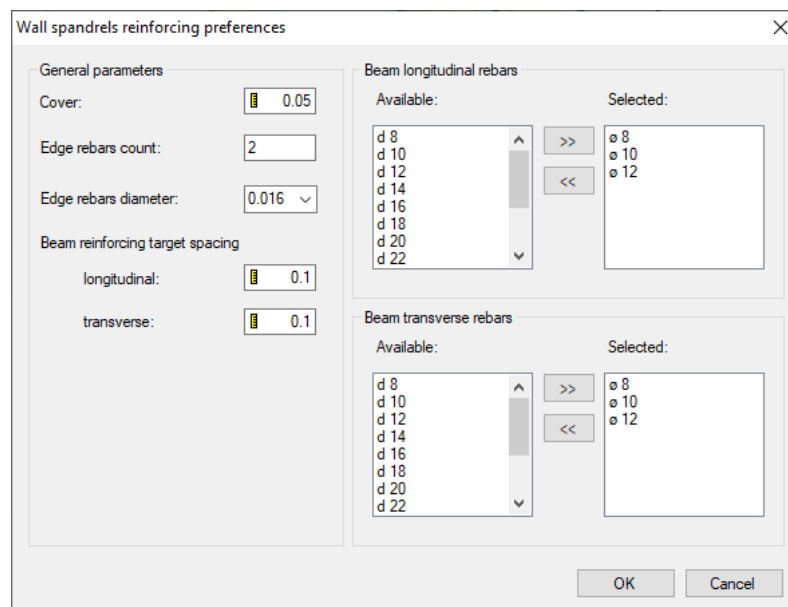 Wall spandrels reinforcing preferences
General parameters
Cover:
0.05
Edge rebars count:
2
Edge rebars diameter:
0.016
Beam reinforcing target spacing
longitudinal:
0.1
transverse:
0.1
Beam longitudinal rebars
Available:
d 8
d 10
d 12
d 14
d 16
d 18
d 20
d 22
>>
<<
Selected:
ø 8
ø 10
ø 12
Beam transverse rebars
Available:
d 8
d 10
d 12
d 14
d 16
d 18
d 20
d 22
>>
<<
Selected:
ø 8
ø 10
ø 12
OK
Cancel